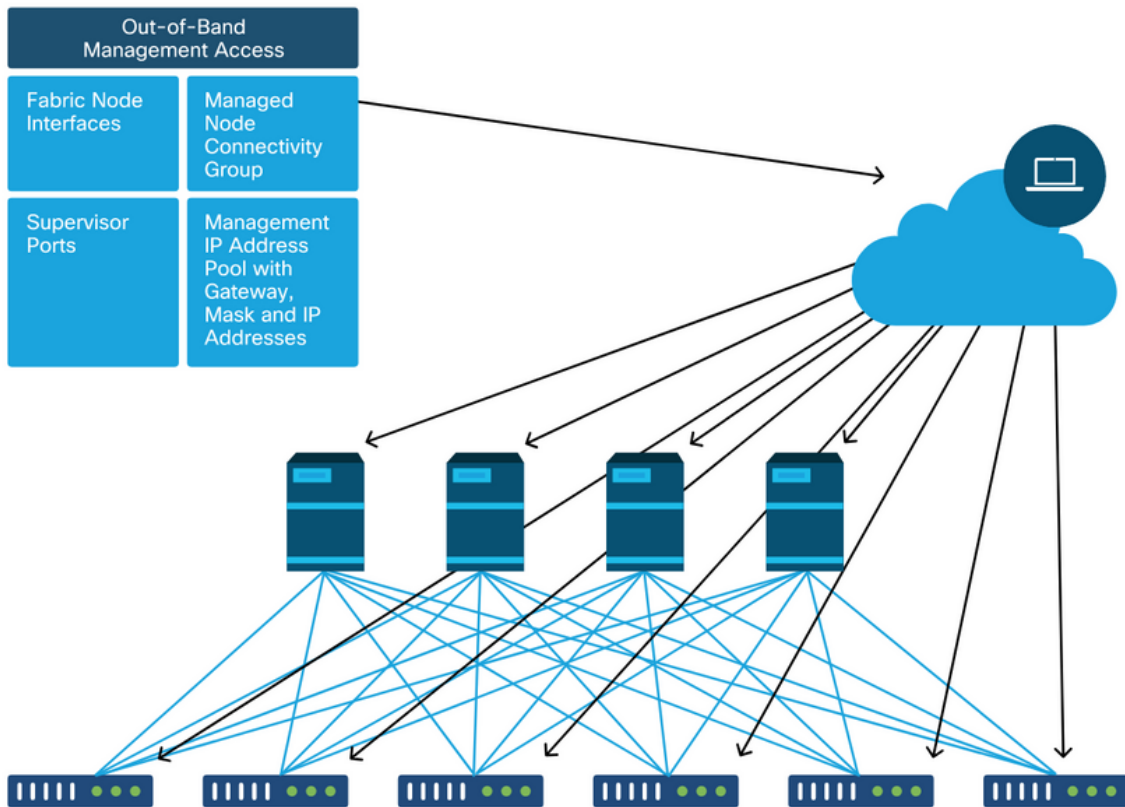 Out-of-Band
Management Access
Fabric Node
Interfaces
Managed
Node
Connectivity
Group
Supervisor
Ports
Management
IP Address
Pool with
Gateway,
Mask and IP
Addresses